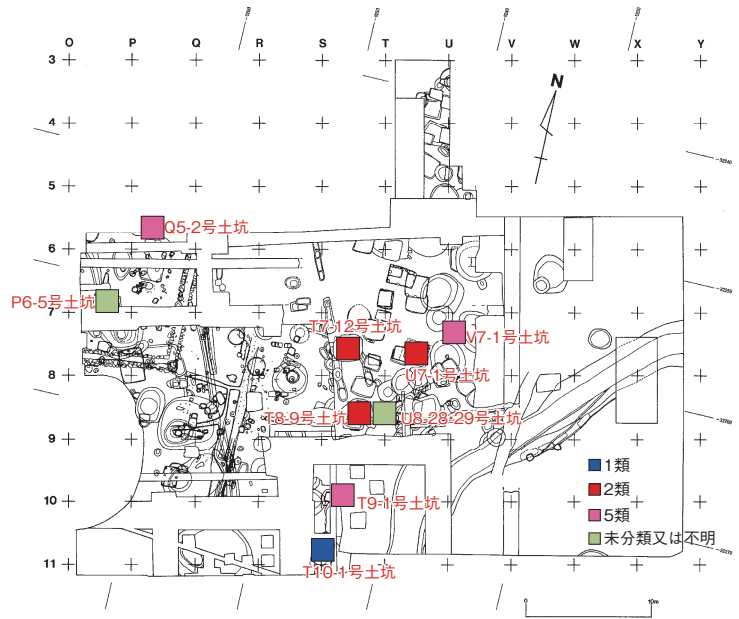 O P Q R S T U V W X Y
3
4
5
6
7
8
9
10
11
N
Q5-2号土坑
P6-5号土坑
T7-12号土坑
V7-1号土坑
U7-1号土坑
T8-9号土坑
U8-28·29号土坑
T9-1号土坑
T10-1号土坑
1類
2類
5類
未分類又は不明
0 10m